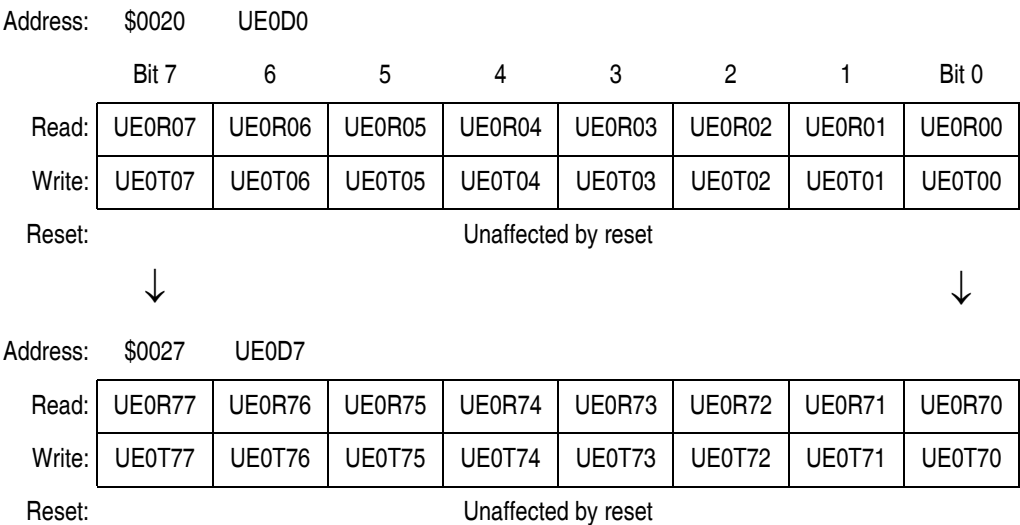 Address: $0020 UE0D0
Bit 7 6 5 4 3 2 1 Bit 0
Read: UE0R07 UE0R06 UE0R05 UE0R04 UE0R03 UE0R02 UE0R01 UE0R00
Write: UE0T07 UE0T06 UE0T05 UE0T04 UE0T03 UE0T02 UE0T01 UE0T00
Reset: Unaffected by reset
↓ ↓
Address: $0027 UE0D7
Read: UE0R77 UE0R76 UE0R75 UE0R74 UE0R73 UE0R72 UE0R71 UE0R70
Write: UE0T77 UE0T76 UE0T75 UE0T74 UE0T73 UE0T72 UE0T71 UE0T70
Reset: Unaffected by reset